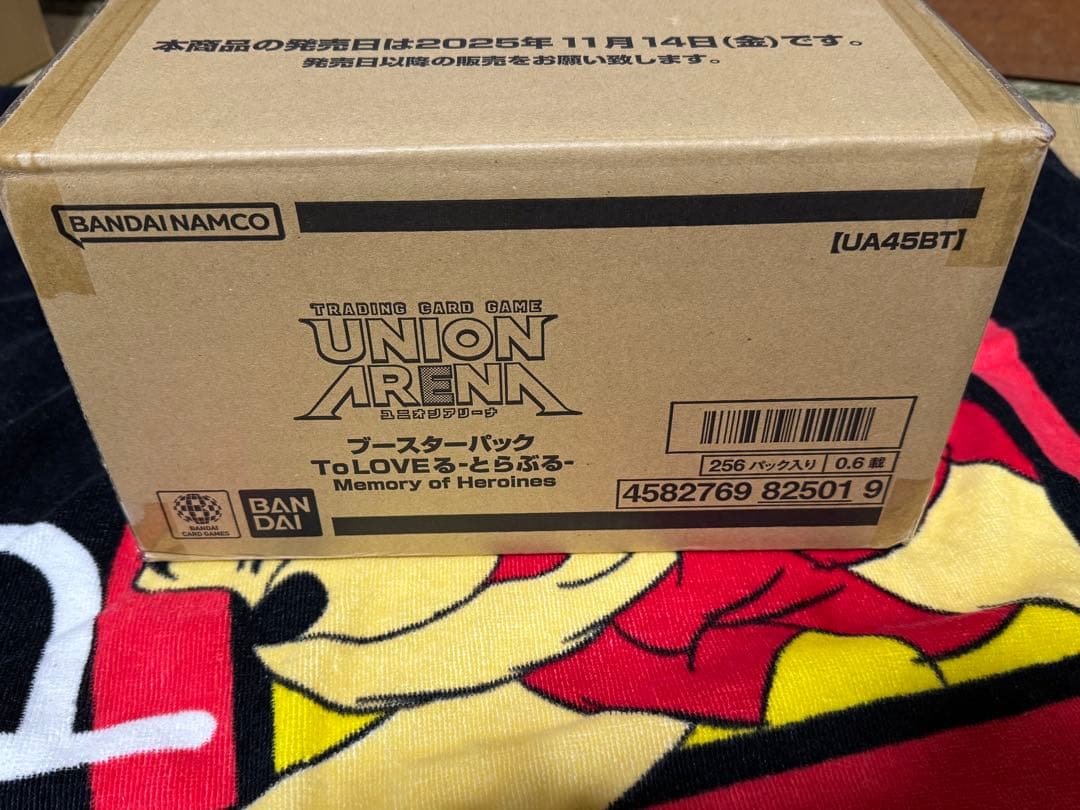 本商品の発売日は2025年11月14日(金)です。
発売日以降の販売をお願い致します。
BANDAI NAMCO
【UA45BT】
TRADING CARD GAME
UNION
ARENA
ユニオンアリーナ
ブースターパック
To LOVEる-とらぶる-
Memory of Heroines
256 パック入り 0.6 載
4582769 82501 9
BANDAI
CARD GAMES
BAN
DAI